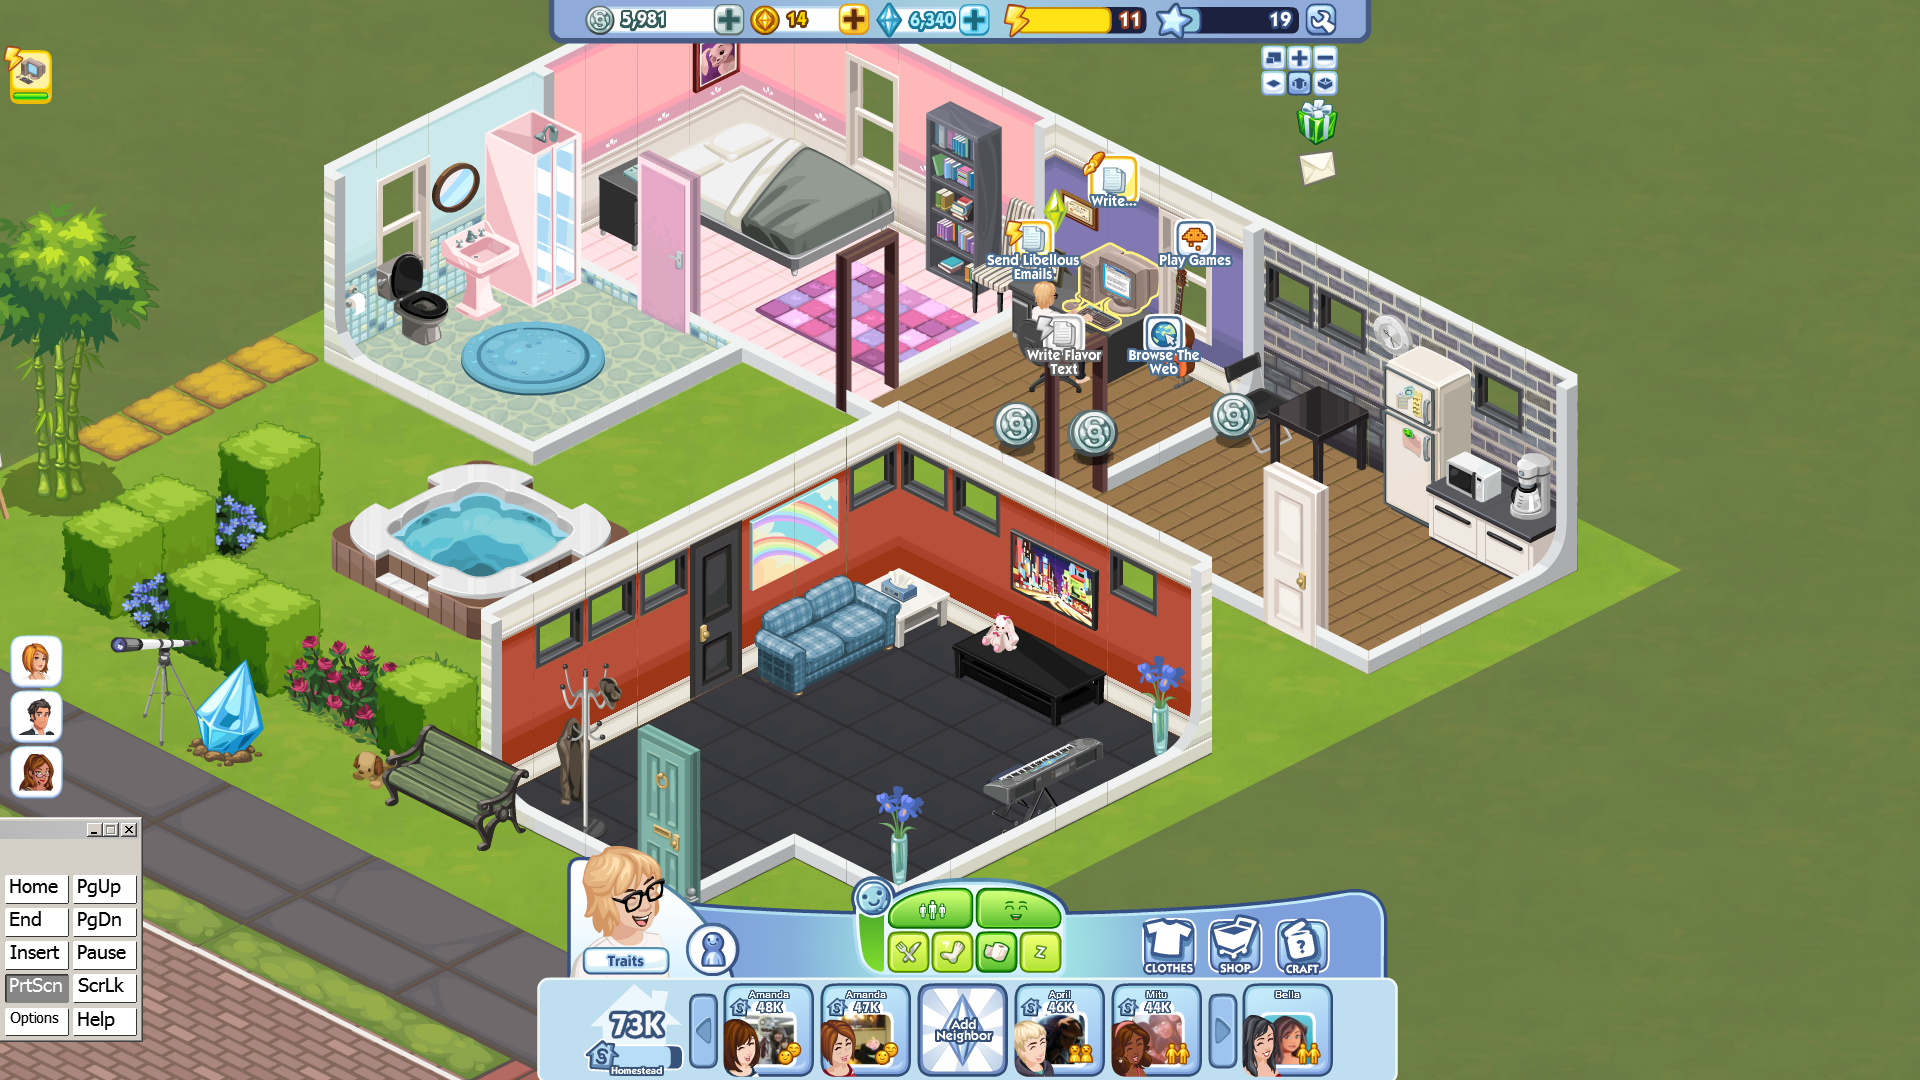 5,981
14
6,340
11
19
Write...
Send Libellous
Emails
Play Games
Write Flavor
Text
Browse The
Web
Home
PgUp
End
PgDn
Insert
Pause
PrtScn
ScrLk
Options
Help
Traits
Z
CLOTHES
SHOP
?
CRAFT
73K
Homestead
Amanda
48K
Amanda
47K
Add
Neighbor
April
46K
Mitu
44K
Bella